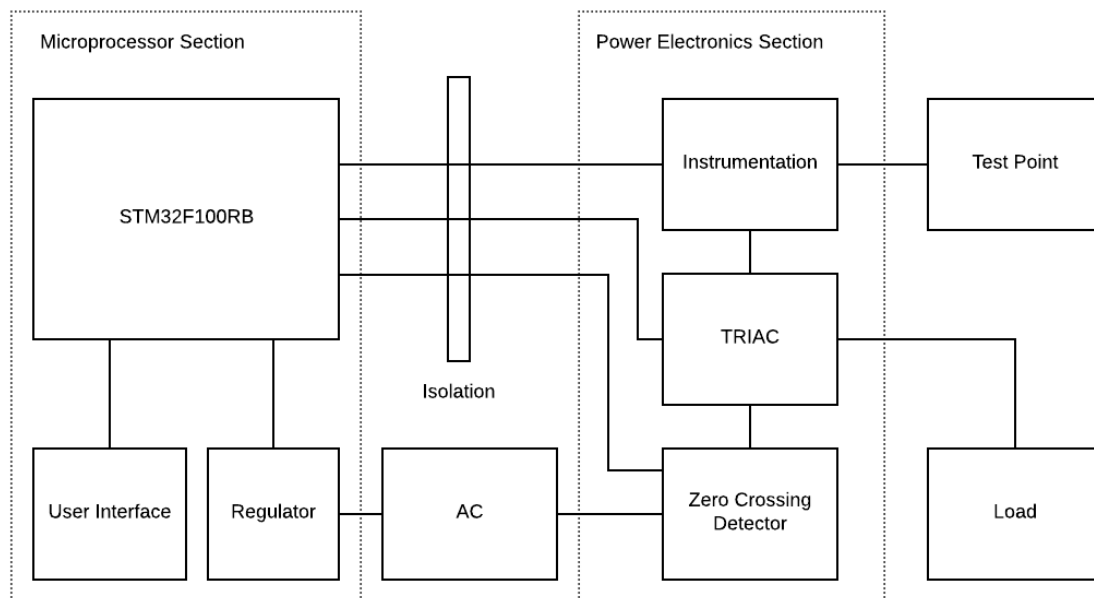 Microprocessor Section
Power Electronics Section
STM32F100RB
Instrumentation
Test Point
TRIAC
Isolation
User Interface
Regulator
AC
Zero Crossing
Detector
Load